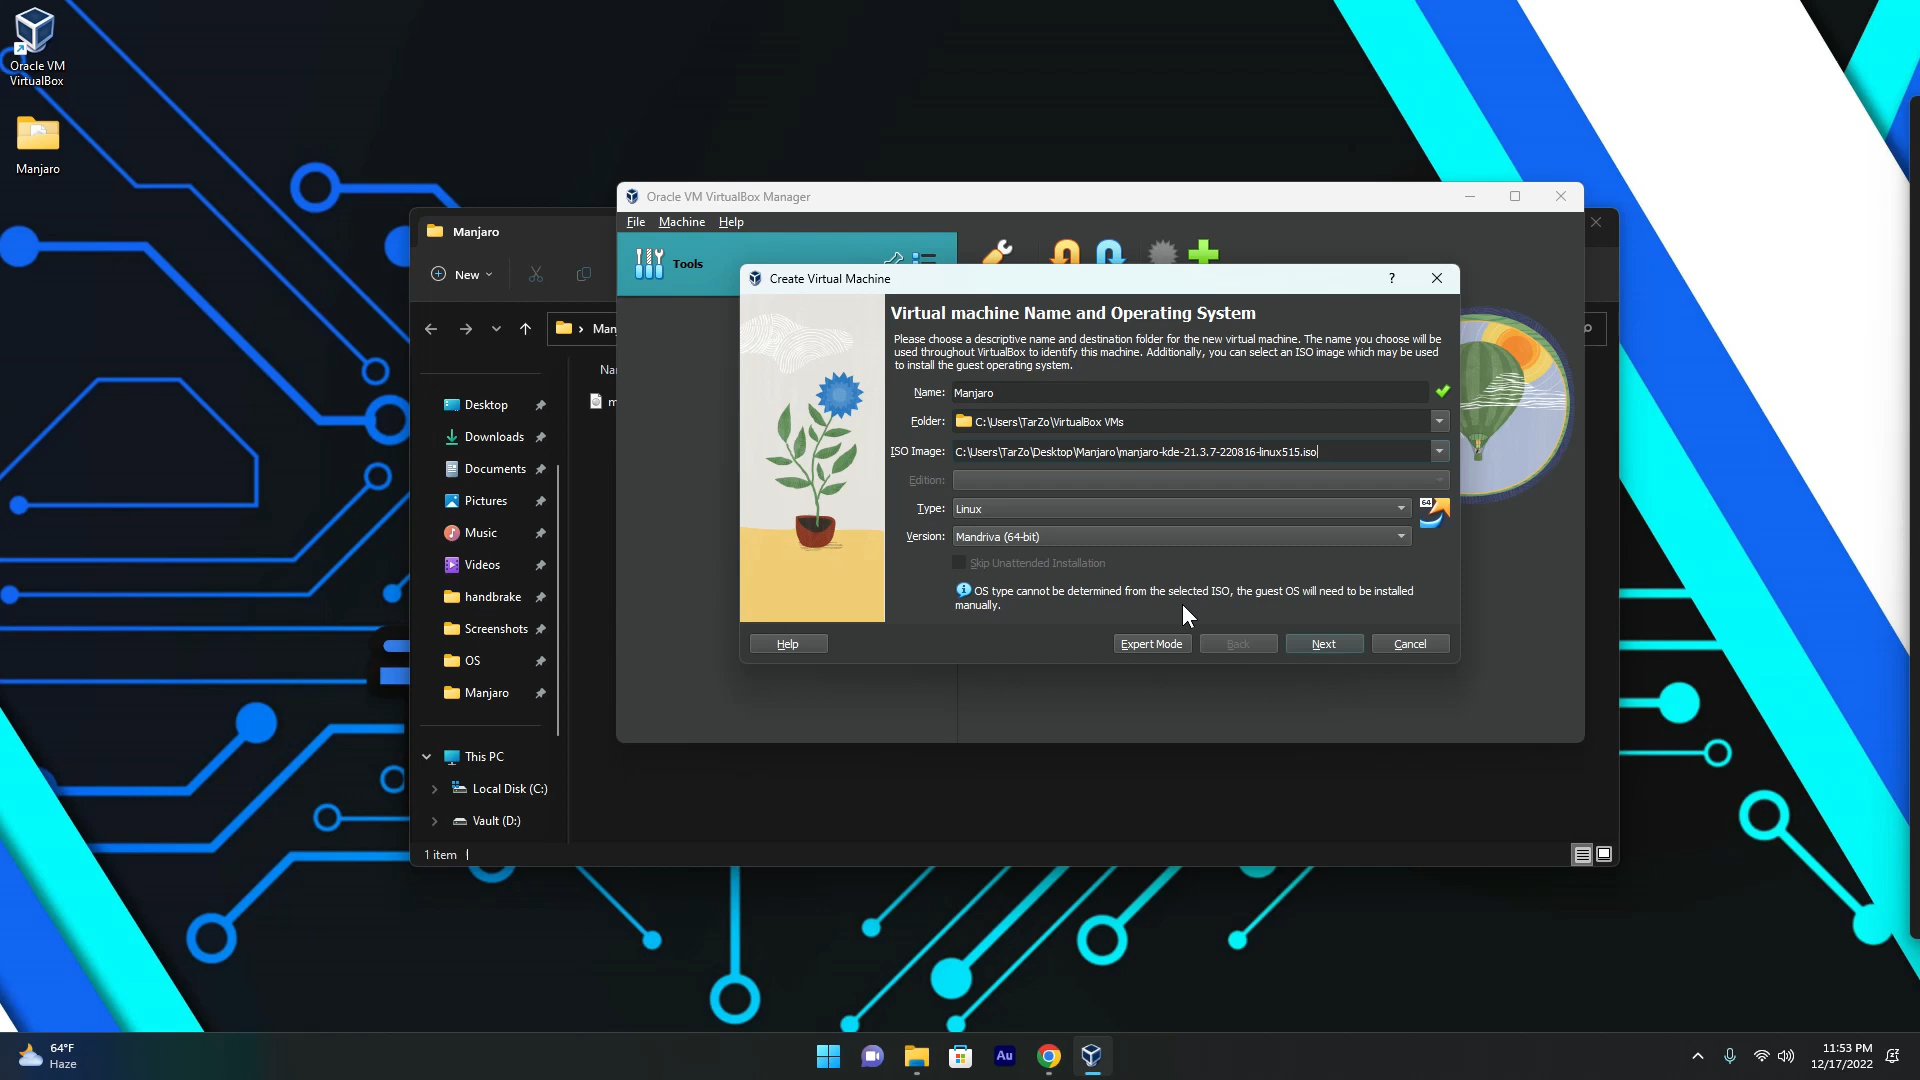 Oracle VM
VirtualBox
Manjaro
Manjaro
New
Man
Desktop
Downloads
Documents
Pictures
Music
Videos
handbrake
Screenshots
OS
Manjaro
This PC
Local Disk (C:)
Vault (D:)
1 item
Oracle VM VirtualBox Manager
File Machine Help
Tools
Create Virtual Machine
?
Virtual machine Name and Operating System
Please choose a descriptive name and destination folder for the new virtual machine. The name you choose will be
used throughout VirtualBox to identify this machine. Additionally, you can select an ISO image which may be used
to install the guest operating system.
Name: Manjaro
Folder: C:\Users\TarZo\VirtualBox VMs
ISO Image: C:\Users\TarZo\Desktop\Manjaro\manjaro-kde-21.3.7-220816-linux515.iso
Edition:
Type: Linux
64
Version: Mandriva (64-bit)
Skip Unattended Installation
OS type cannot be determined from the selected ISO, the guest OS will need to be installed
manually.
Help Expert Mode Back Next Cancel
64°F
Haze
Au
11:53 PM
12/17/2022